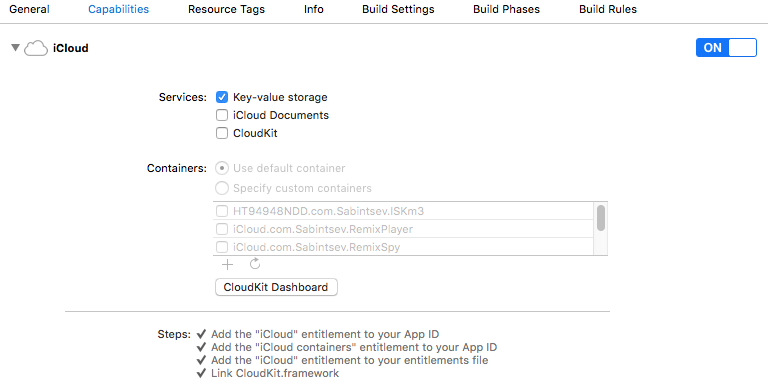 General Capabilities Resource Tags Info Build Settings Build Phases Build Rules
iCloud ON
Services: Key-value storage
iCloud Documents
CloudKit
Containers: Use default container
Specify custom containers
HT94948NDD.com.Sabintsev.ISKm3
iCloud.com.Sabintsev.RemixPlayer
iCloud.com.Sabintsev.RemixSpy
CloudKit Dashboard
Steps: Add the "iCloud" entitlement to your App ID
Add the "iCloud containers" entitlement to your App ID
Add the "iCloud" entitlement to your entitlements file
Link CloudKit.framework